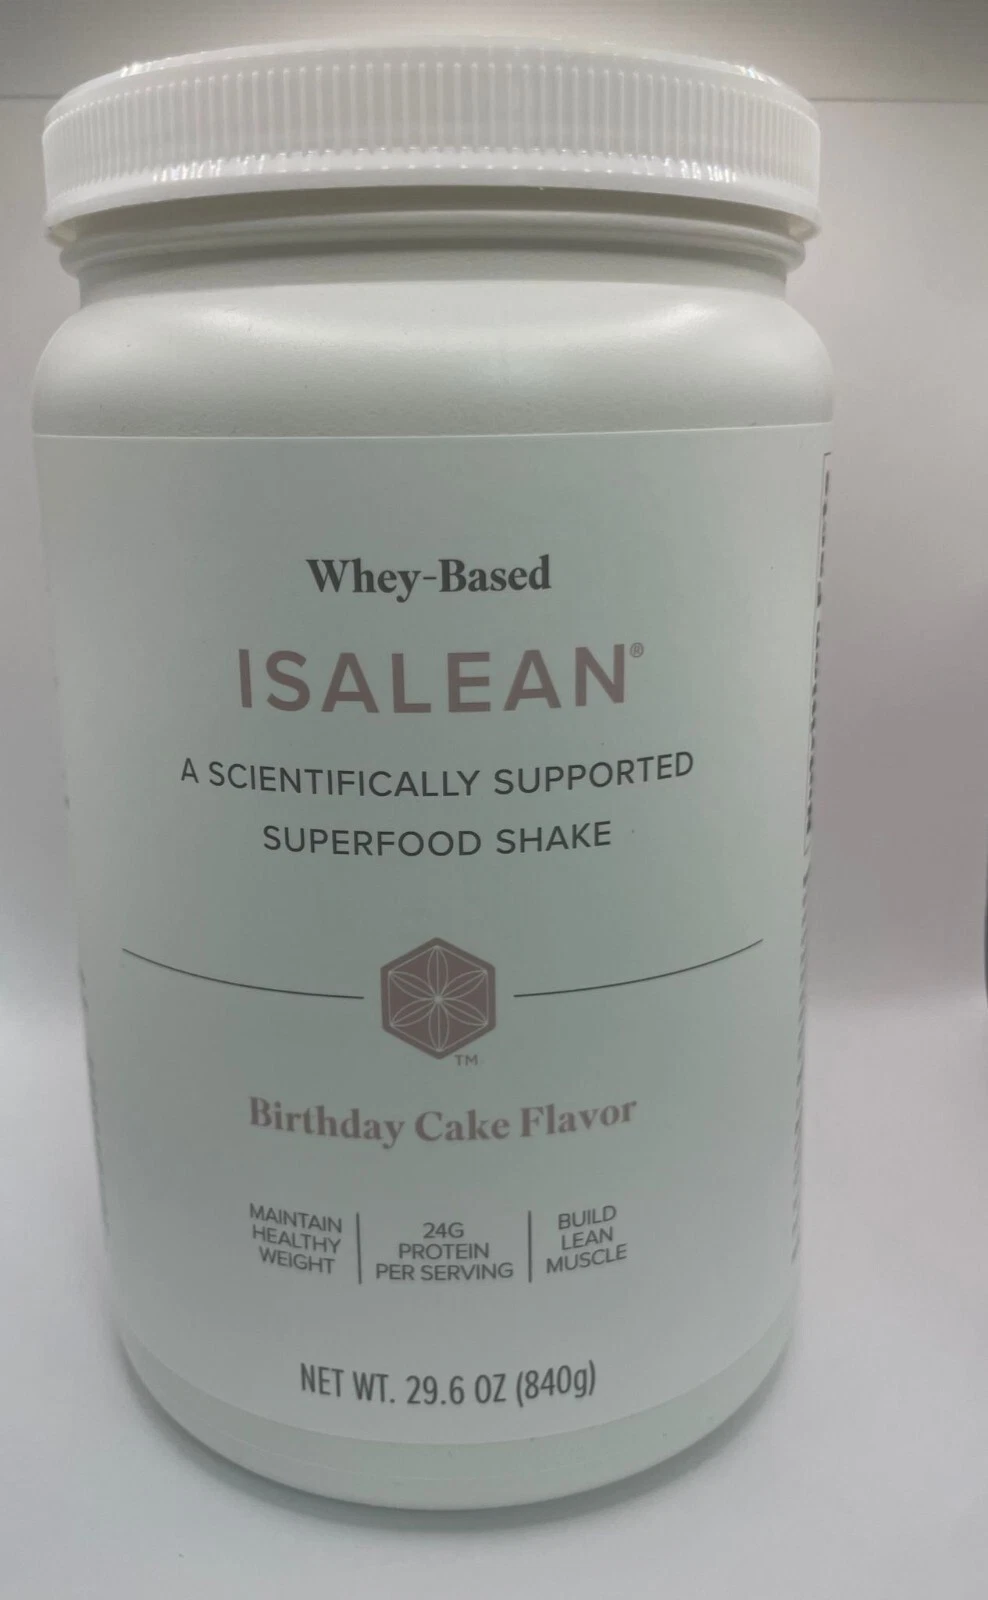 Whey-Based
ISALEAN®
A SCIENTIFICALLY SUPPORTED
SUPERFOOD SHAKE
TM
Birthday Cake Flavor
MAINTAIN
HEALTHY
WEIGHT
24G
PROTEIN
PER SERVING
BUILD
LEAN
MUSCLE
NET WT. 29.6 OZ (840g)